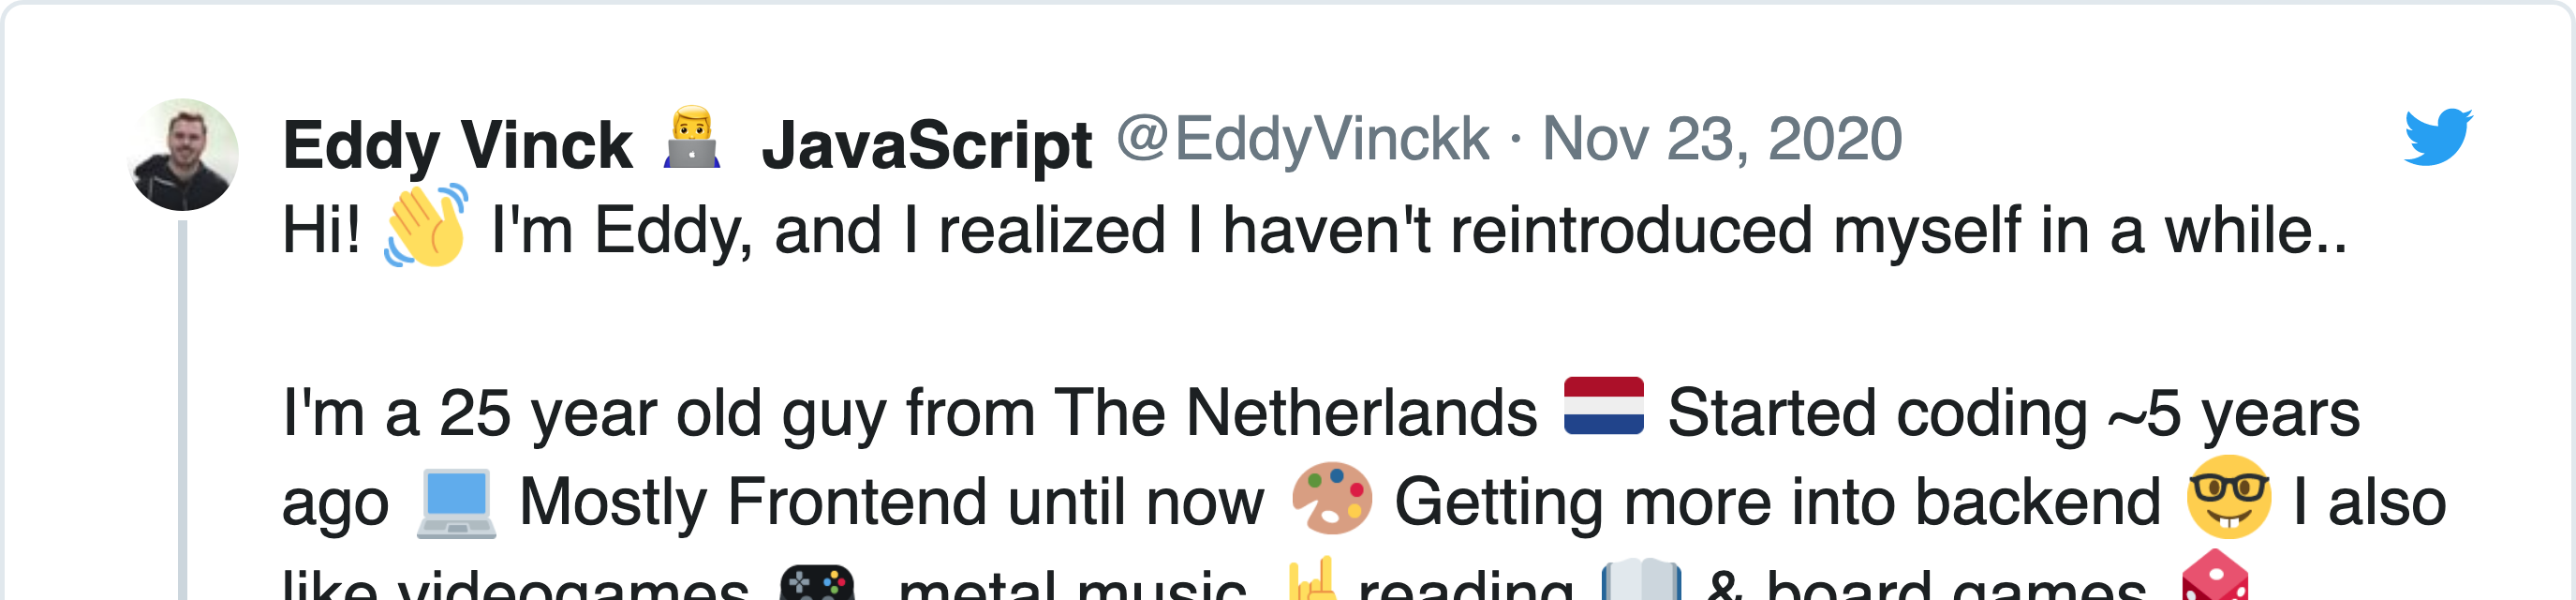 Eddy Vinck 👨‍💻 JavaScript @EddyVinckk · Nov 23, 2020
Hi! 👋 I'm Eddy, and I realized I haven't reintroduced myself in a while..
I'm a 25 year old guy from The Netherlands 🇳🇱 Started coding ~5 years
ago 💻 Mostly Frontend until now 🎨 Getting more into backend 🤓 I also
like videogames 🎮 metal music ☝ reading 📖 & board games 🎲